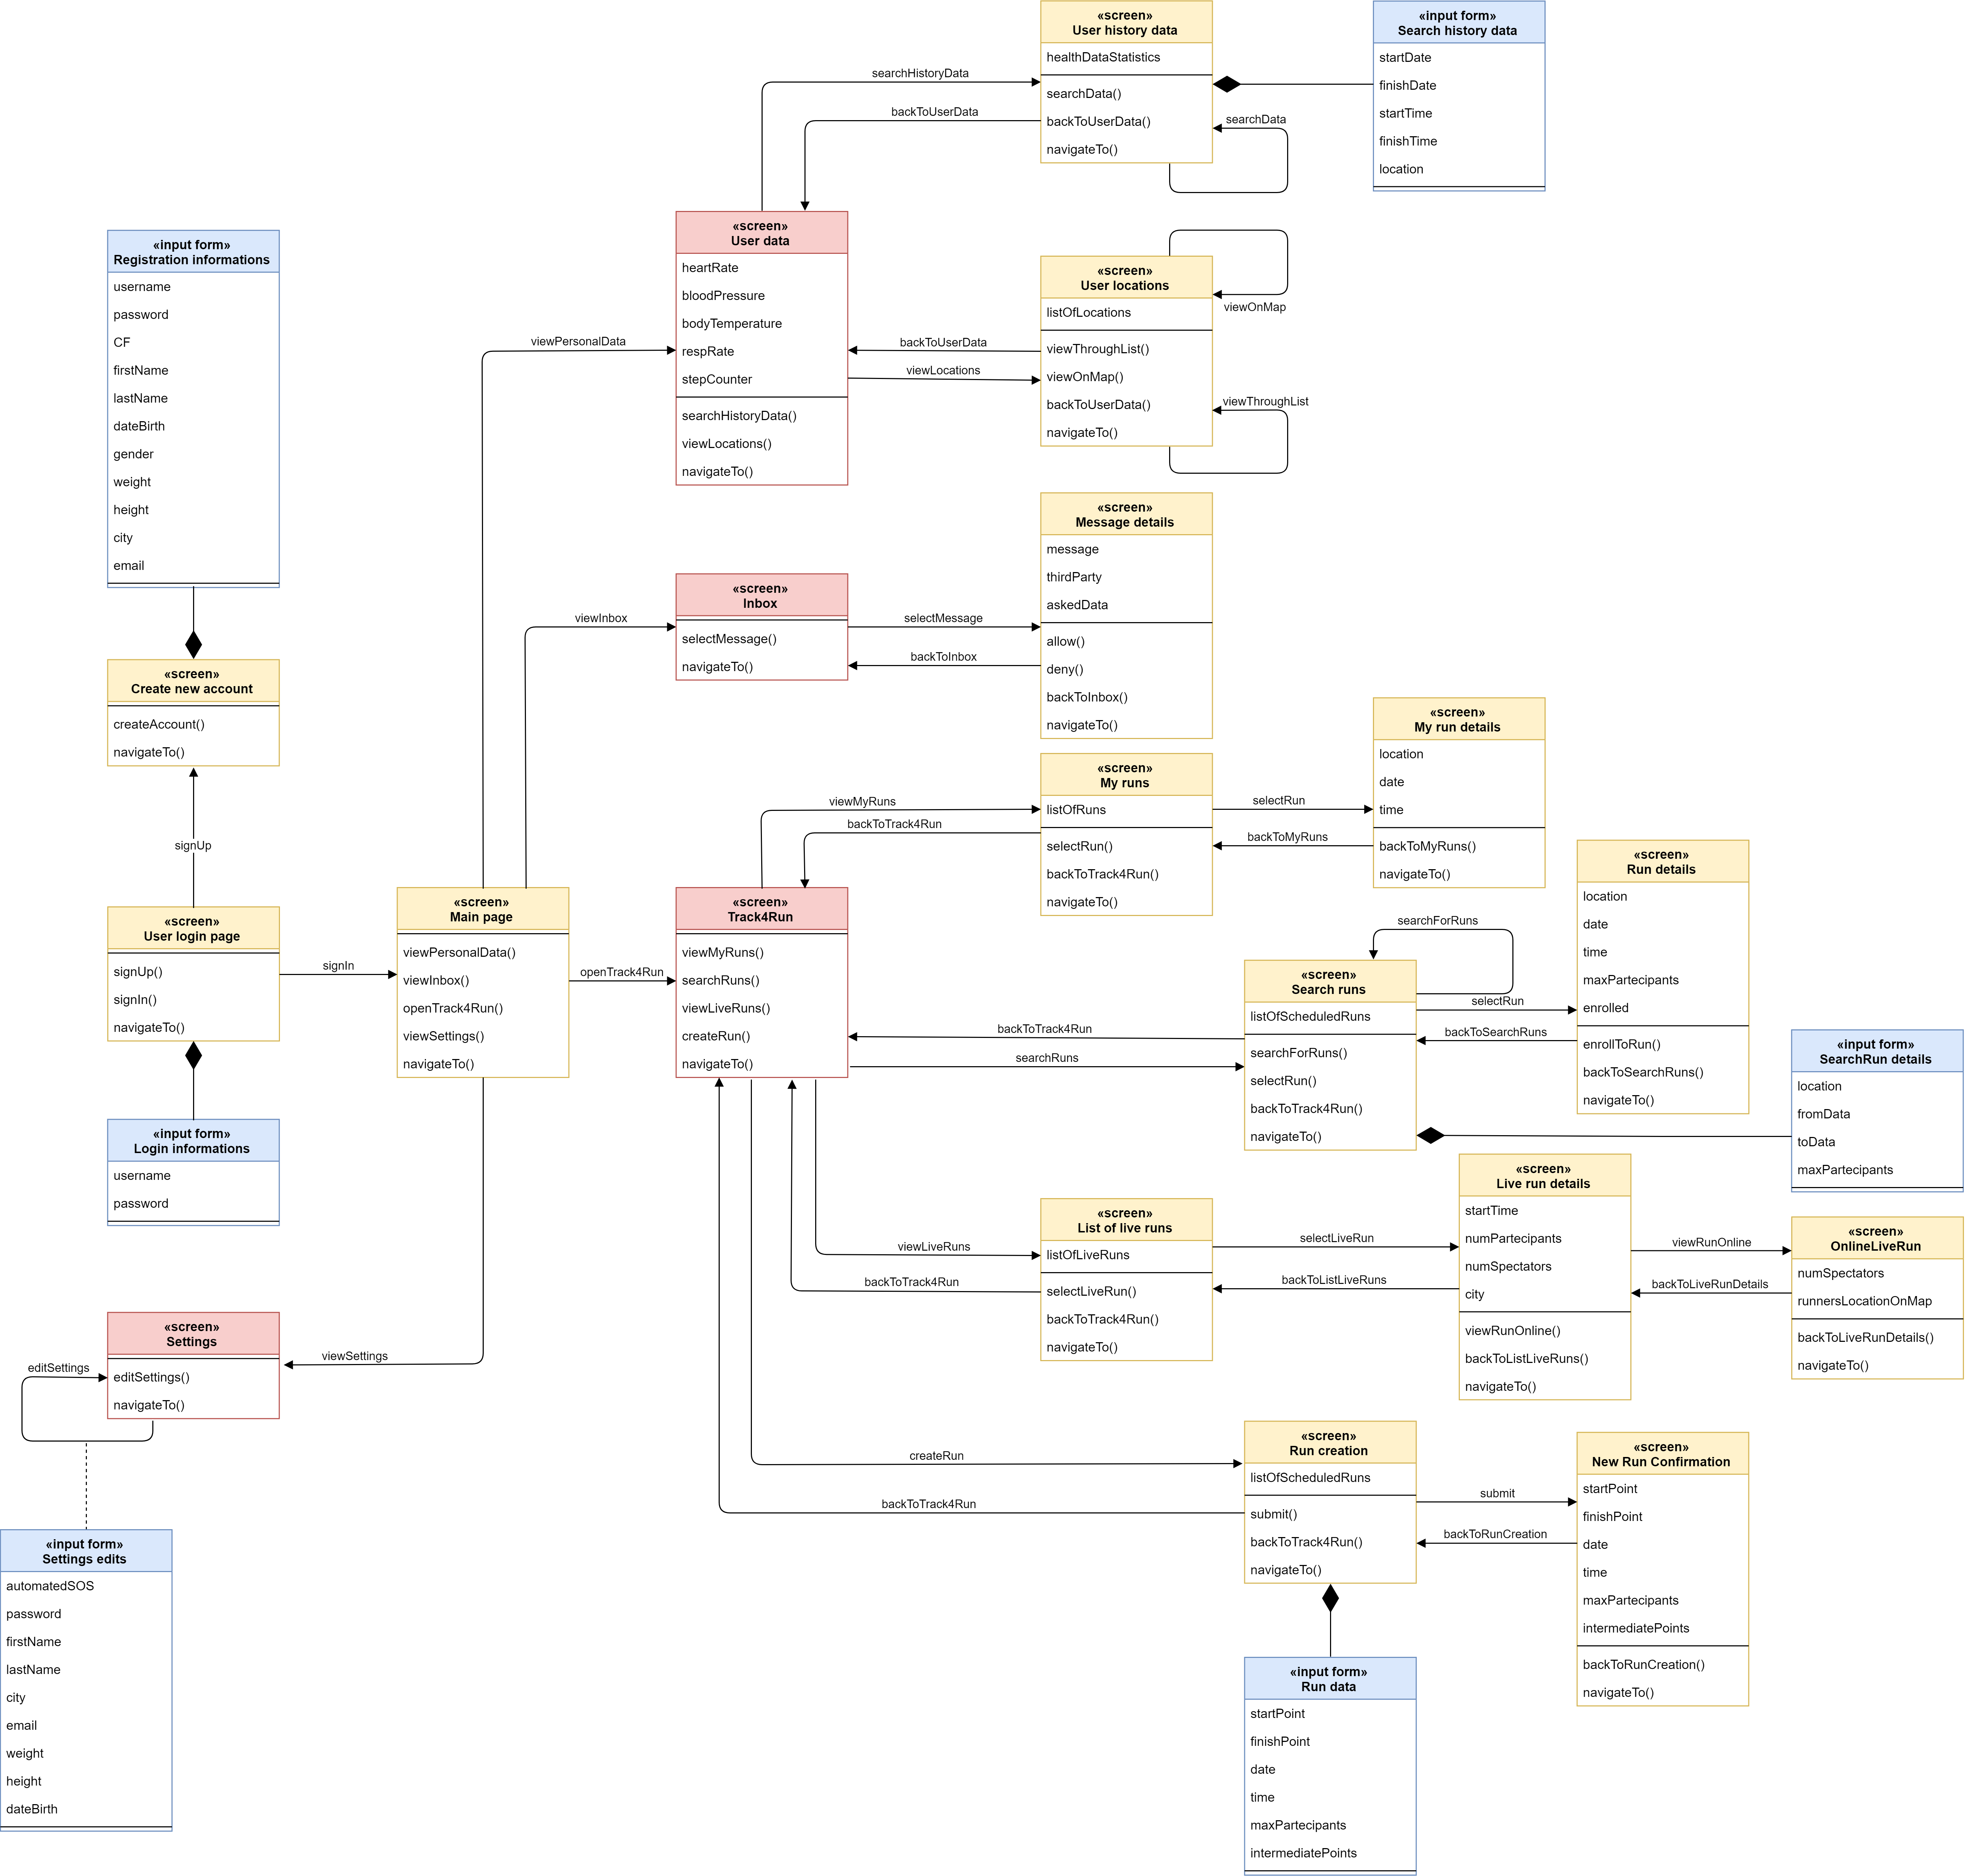 «screen»
User history data
healthDataStatistics
searchData()
backToUserData()
navigateTo()
«input form»
Search history data
startDate
finishDate
startTime
finishTime
location
searchHistoryData
backToUserData
searchData
«input form»
Registration informations
username
password
CF
firstName
lastName
dateBirth
gender
weight
height
city
email
«screen»
User data
heartRate
bloodPressure
bodyTemperature
respRate
stepCounter
searchHistoryData()
viewLocations()
navigateTo()
«screen»
User locations
listOfLocations
viewThroughList()
viewOnMap()
backToUserData()
navigateTo()
viewOnMap
viewPersonalData
backToUserData
viewLocations
viewThroughList
«screen»
Message details
message
thirdParty
askedData
allow()
deny()
backToInbox()
navigateTo()
«screen»
Inbox
selectMessage()
navigateTo()
viewInbox
selectMessage
backToInbox
«screen»
Create new account
createAccount()
navigateTo()
signUp
«screen»
My runs
listOfRuns
selectRun()
backToTrack4Run()
navigateTo()
«screen»
My run details
location
date
time
backToMyRuns()
navigateTo()
viewMyRuns
backToTrack4Run
selectRun
backToMyRuns
«screen»
User login page
signUp()
signIn()
navigateTo()
signIn
«screen»
Main page
viewPersonalData()
viewInbox()
openTrack4Run()
viewSettings()
navigateTo()
openTrack4Run
«screen»
Track4Run
viewMyRuns()
searchRuns()
viewLiveRuns()
createRun()
navigateTo()
searchForRuns
«screen»
Search runs
listOfScheduledRuns
searchForRuns()
selectRun()
backToTrack4Run()
navigateTo()
selectRun
backToSearchRuns
backToTrack4Run
searchRuns
«screen»
Run details
location
date
time
maxPartecipants
enrolled
enrollToRun()
backToSearchRuns()
navigateTo()
«input form»
SearchRun details
location
fromData
toData
maxPartecipants
«input form»
Login informations
username
password
«screen»
List of live runs
listOfLiveRuns
selectLiveRun()
backToTrack4Run()
navigateTo()
viewLiveRuns
backToTrack4Run
selectLiveRun
backToListLiveRuns
«screen»
Live run details
startTime
numPartecipants
numSpectators
city
viewRunOnline()
backToListLiveRuns()
navigateTo()
viewRunOnline
backToLiveRunDetails
«screen»
OnlineLiveRun
numSpectators
runnersLocationOnMap
backToLiveRunDetails()
navigateTo()
«screen»
Settings
editSettings()
navigateTo()
editSettings
viewSettings
createRun
backToTrack4Run
«screen»
Run creation
listOfScheduledRuns
submit()
backToTrack4Run()
navigateTo()
submit
backToRunCreation
«screen»
New Run Confirmation
startPoint
finishPoint
date
time
maxPartecipants
intermediatePoints
backToRunCreation()
navigateTo()
«input form»
Settings edits
automatedSOS
password
firstName
lastName
city
email
weight
height
dateBirth
«input form»
Run data
startPoint
finishPoint
date
time
maxPartecipants
intermediatePoints